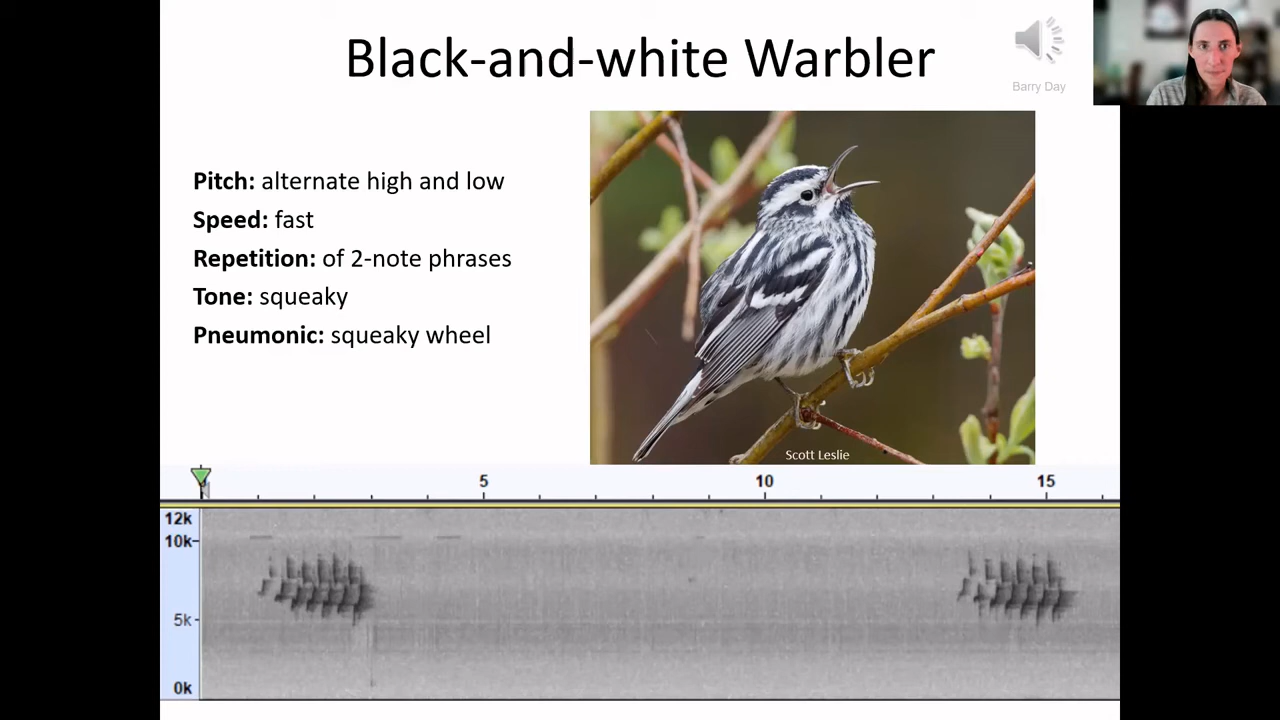 Black-and-white Warbler
Barry Day
Pitch: alternate high and low
Speed: fast
Repetition: of 2-note phrases
Tone: squeaky
Pneumonic: squeaky wheel
Scott Leslie
5 10 15
12k
10k
5k
0k